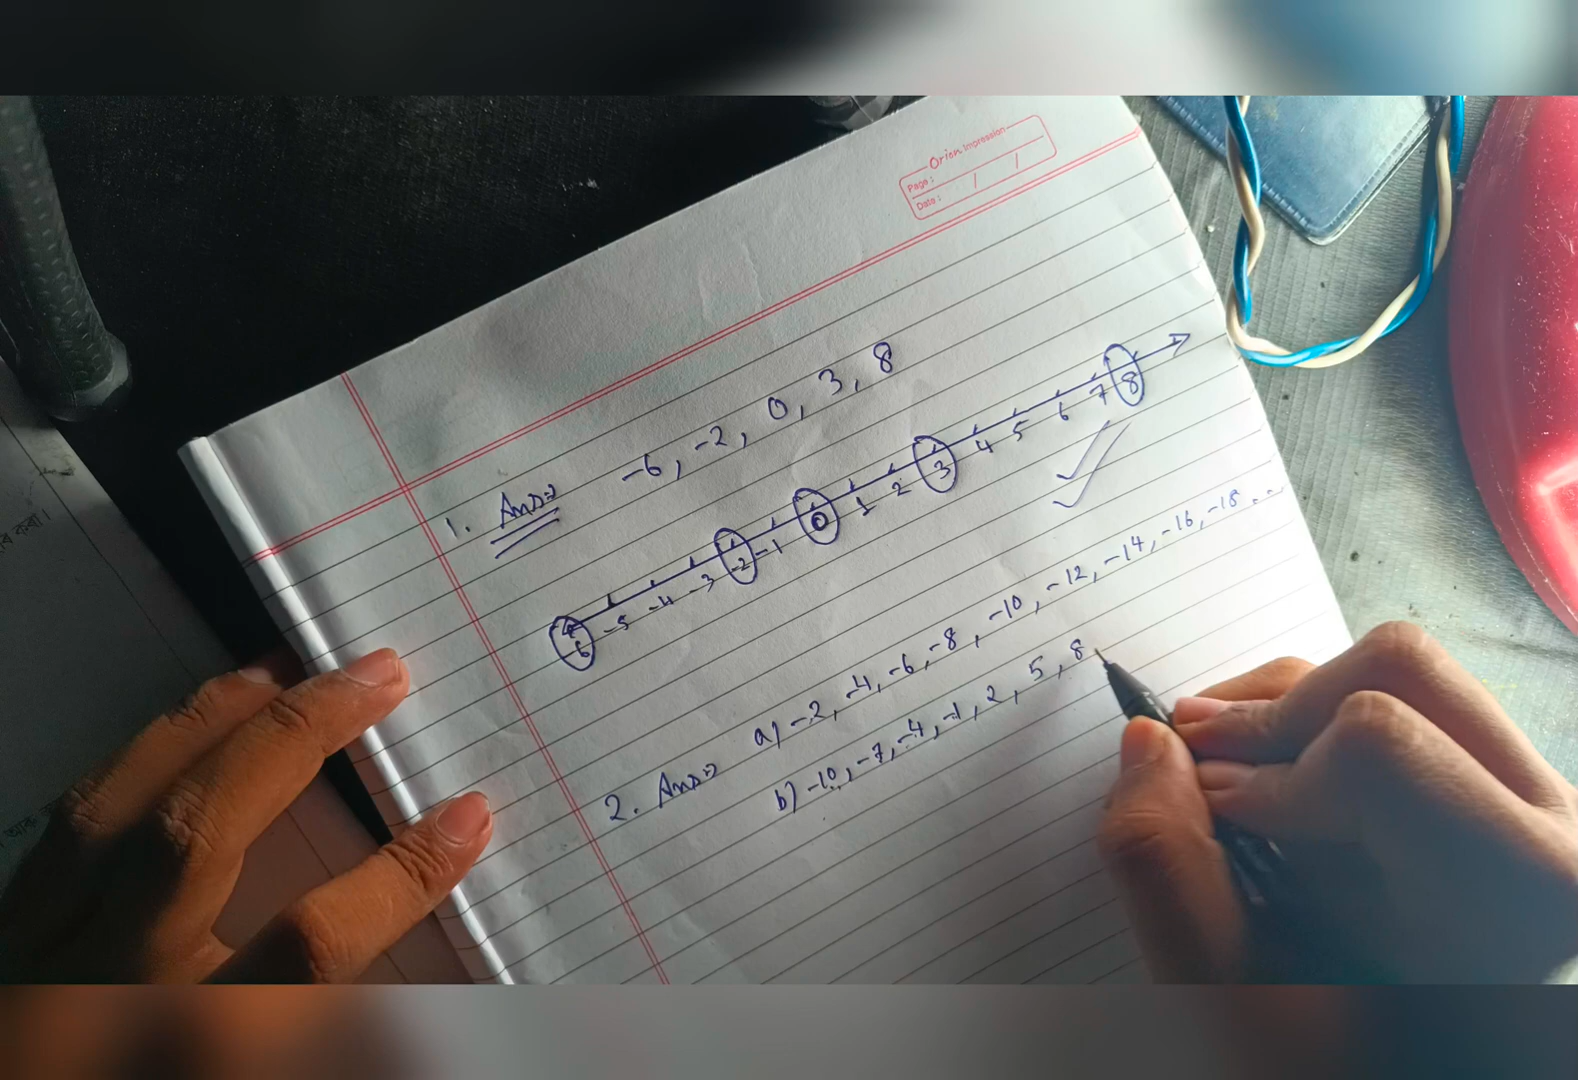 Orien Impression
Page :
Date : / /
1. Ans⇒ -6, -2, 0, 3, 8
6 -5 -4 -3 -2 -1 0 1 2 3 4 5 6 7 8
2. Ans⇒ a) -2, -4, -6, -8, -10, -12, -14, -16, -18...
b) -10, -7, -4, -1, 2, 5, 8